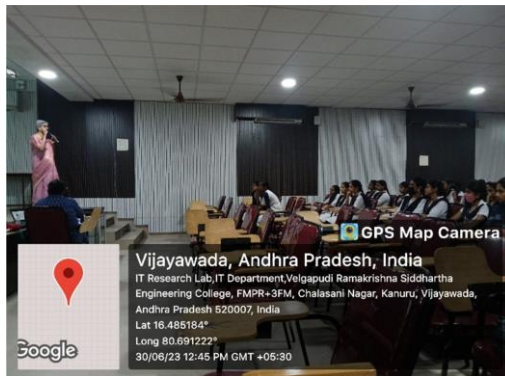 GPS Map Camera
Vijayawada, Andhra Pradesh, India
IT Research Lab,IT Department,Velgapudi Ramakrishna Siddhartha
Engineering College, FMPR+3FM, Chalasani Nagar, Kanuru, Vijayawada,
Andhra Pradesh 520007, India
Lat 16.485184°
Long 80.691222°
30/06/23 12:45 PM GMT +05:30
Google